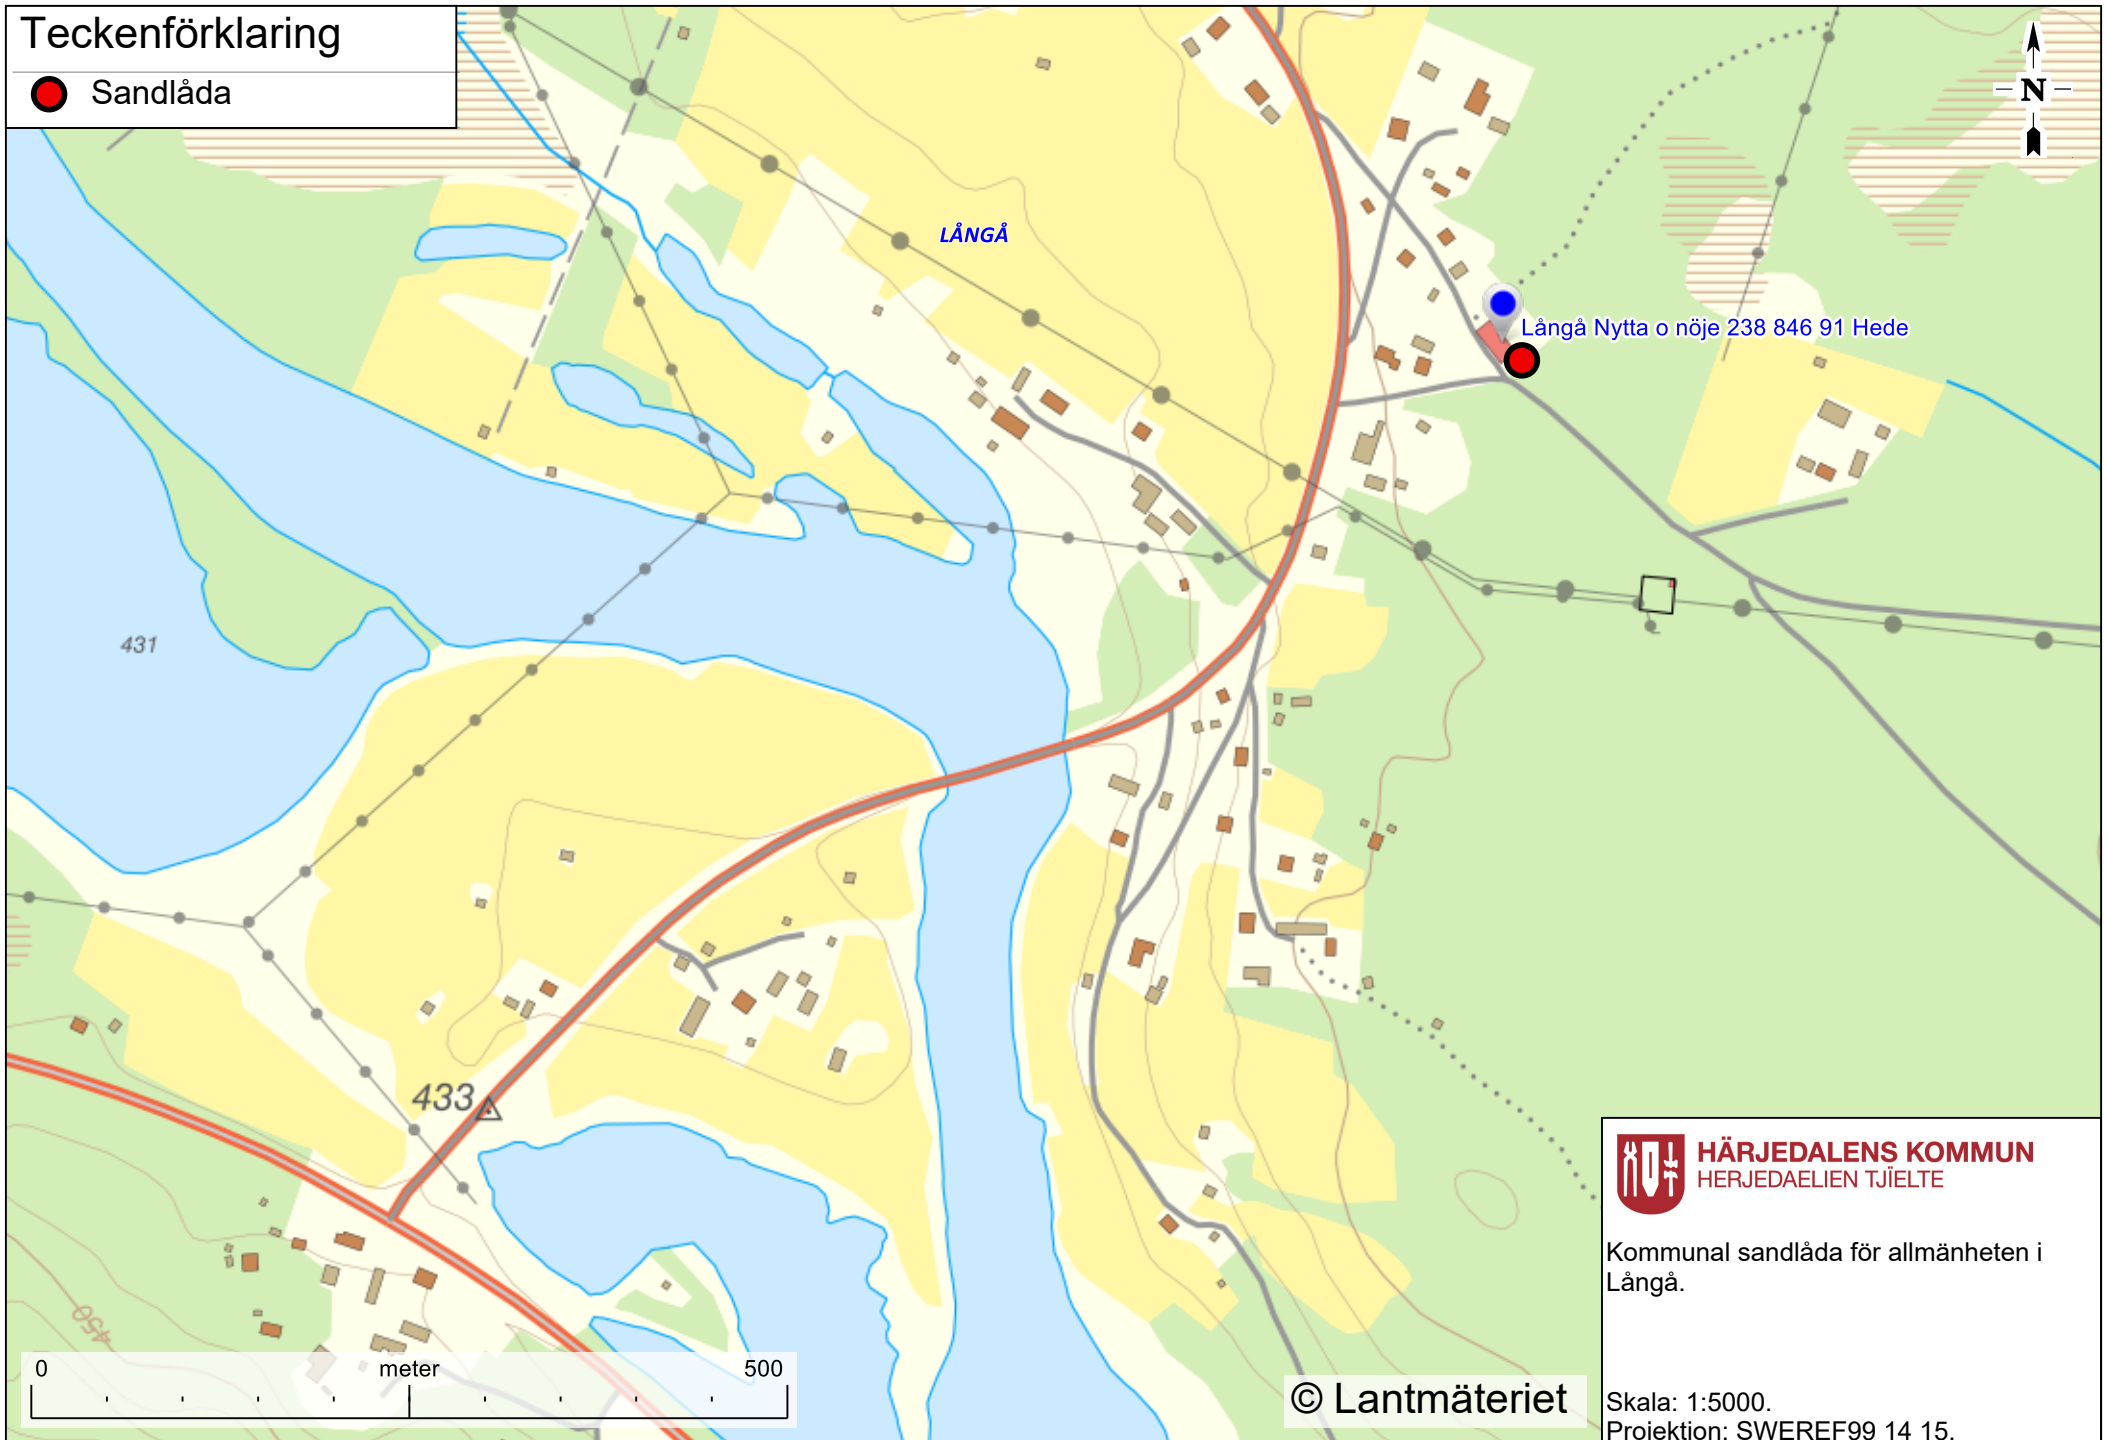 Teckenförklaring
Sandlåda
N
LÅNGÅ
Långå Nytta o nöje 238 846 91 Hede
431
433
450
0 meter 500
© Lantmäteriet
HÄRJEDALENS KOMMUN
HERJEDAELIEN TJÏELTE
Kommunal sandlåda för allmänheten i
Långå.
Skala: 1:5000.
Projektion: SWEREF99 14 15.